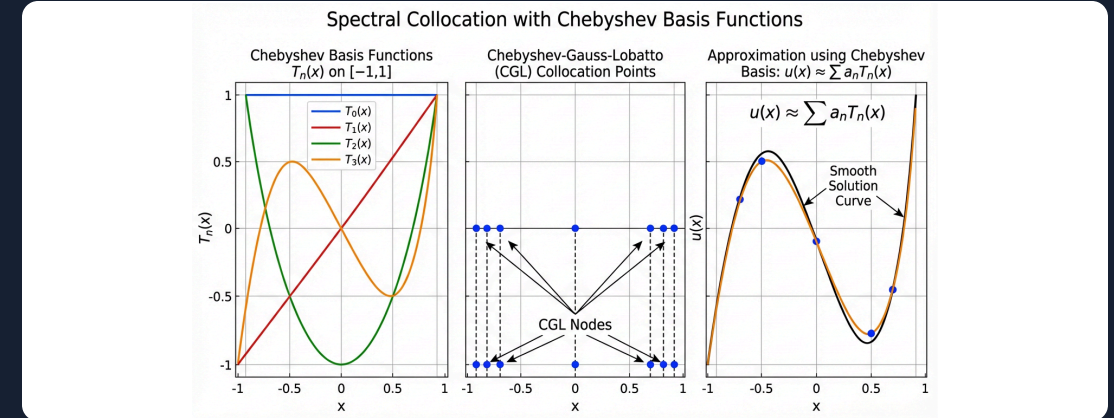 Spectral Collocation with Chebyshev Basis Functions
Chebyshev Basis Functions
Tₙ(x) on [−1,1]
1
0.5
0
-0.5
-1
Tₙ(x)
T₀(x)
T₁(x)
T₂(x)
T₃(x)
-1 -0.5 0 0.5 1
x
Chebyshev-Gauss-Lobatto
(CGL) Collocation Points
CGL Nodes
-1 -0.5 0 0.5 1
x
Approximation using Chebyshev
Basis: u(x) ≈ ∑ aₙTₙ(x)
u(x) ≈ ∑ aₙTₙ(x)
Smooth
Solution
Curve
u(x)
-1 -0.5 0 0.5 1
x